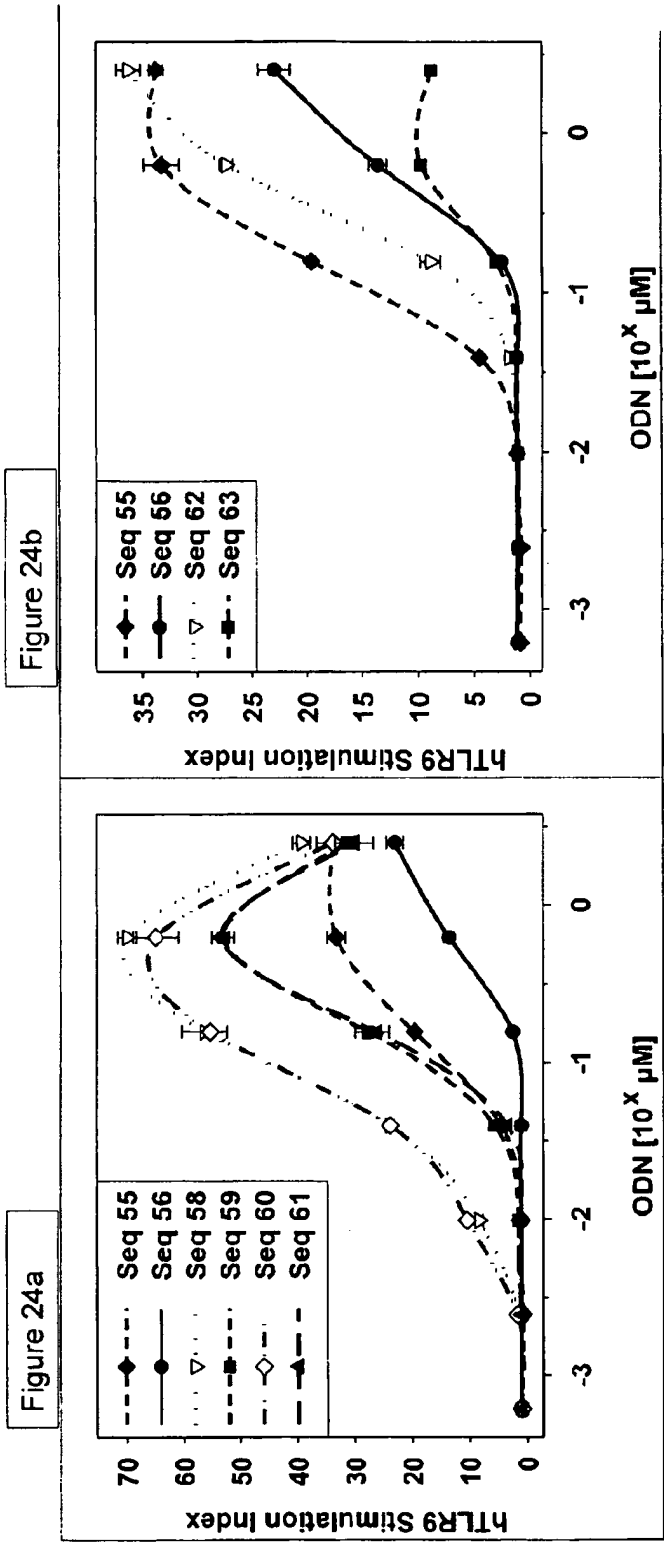 Figure 24a
hTLR9 Stimulation Index
70
60
50
40
30
20
10
0
Seq 55
Seq 56
Seq 58
Seq 59
Seq 60
Seq 61
-3
-2
-1
0
ODN [10^X µM]
Figure 24b
hTLR9 Stimulation Index
35
30
25
20
15
10
5
0
Seq 55
Seq 56
Seq 62
Seq 63
-3
-2
-1
0
ODN [10^X µM]